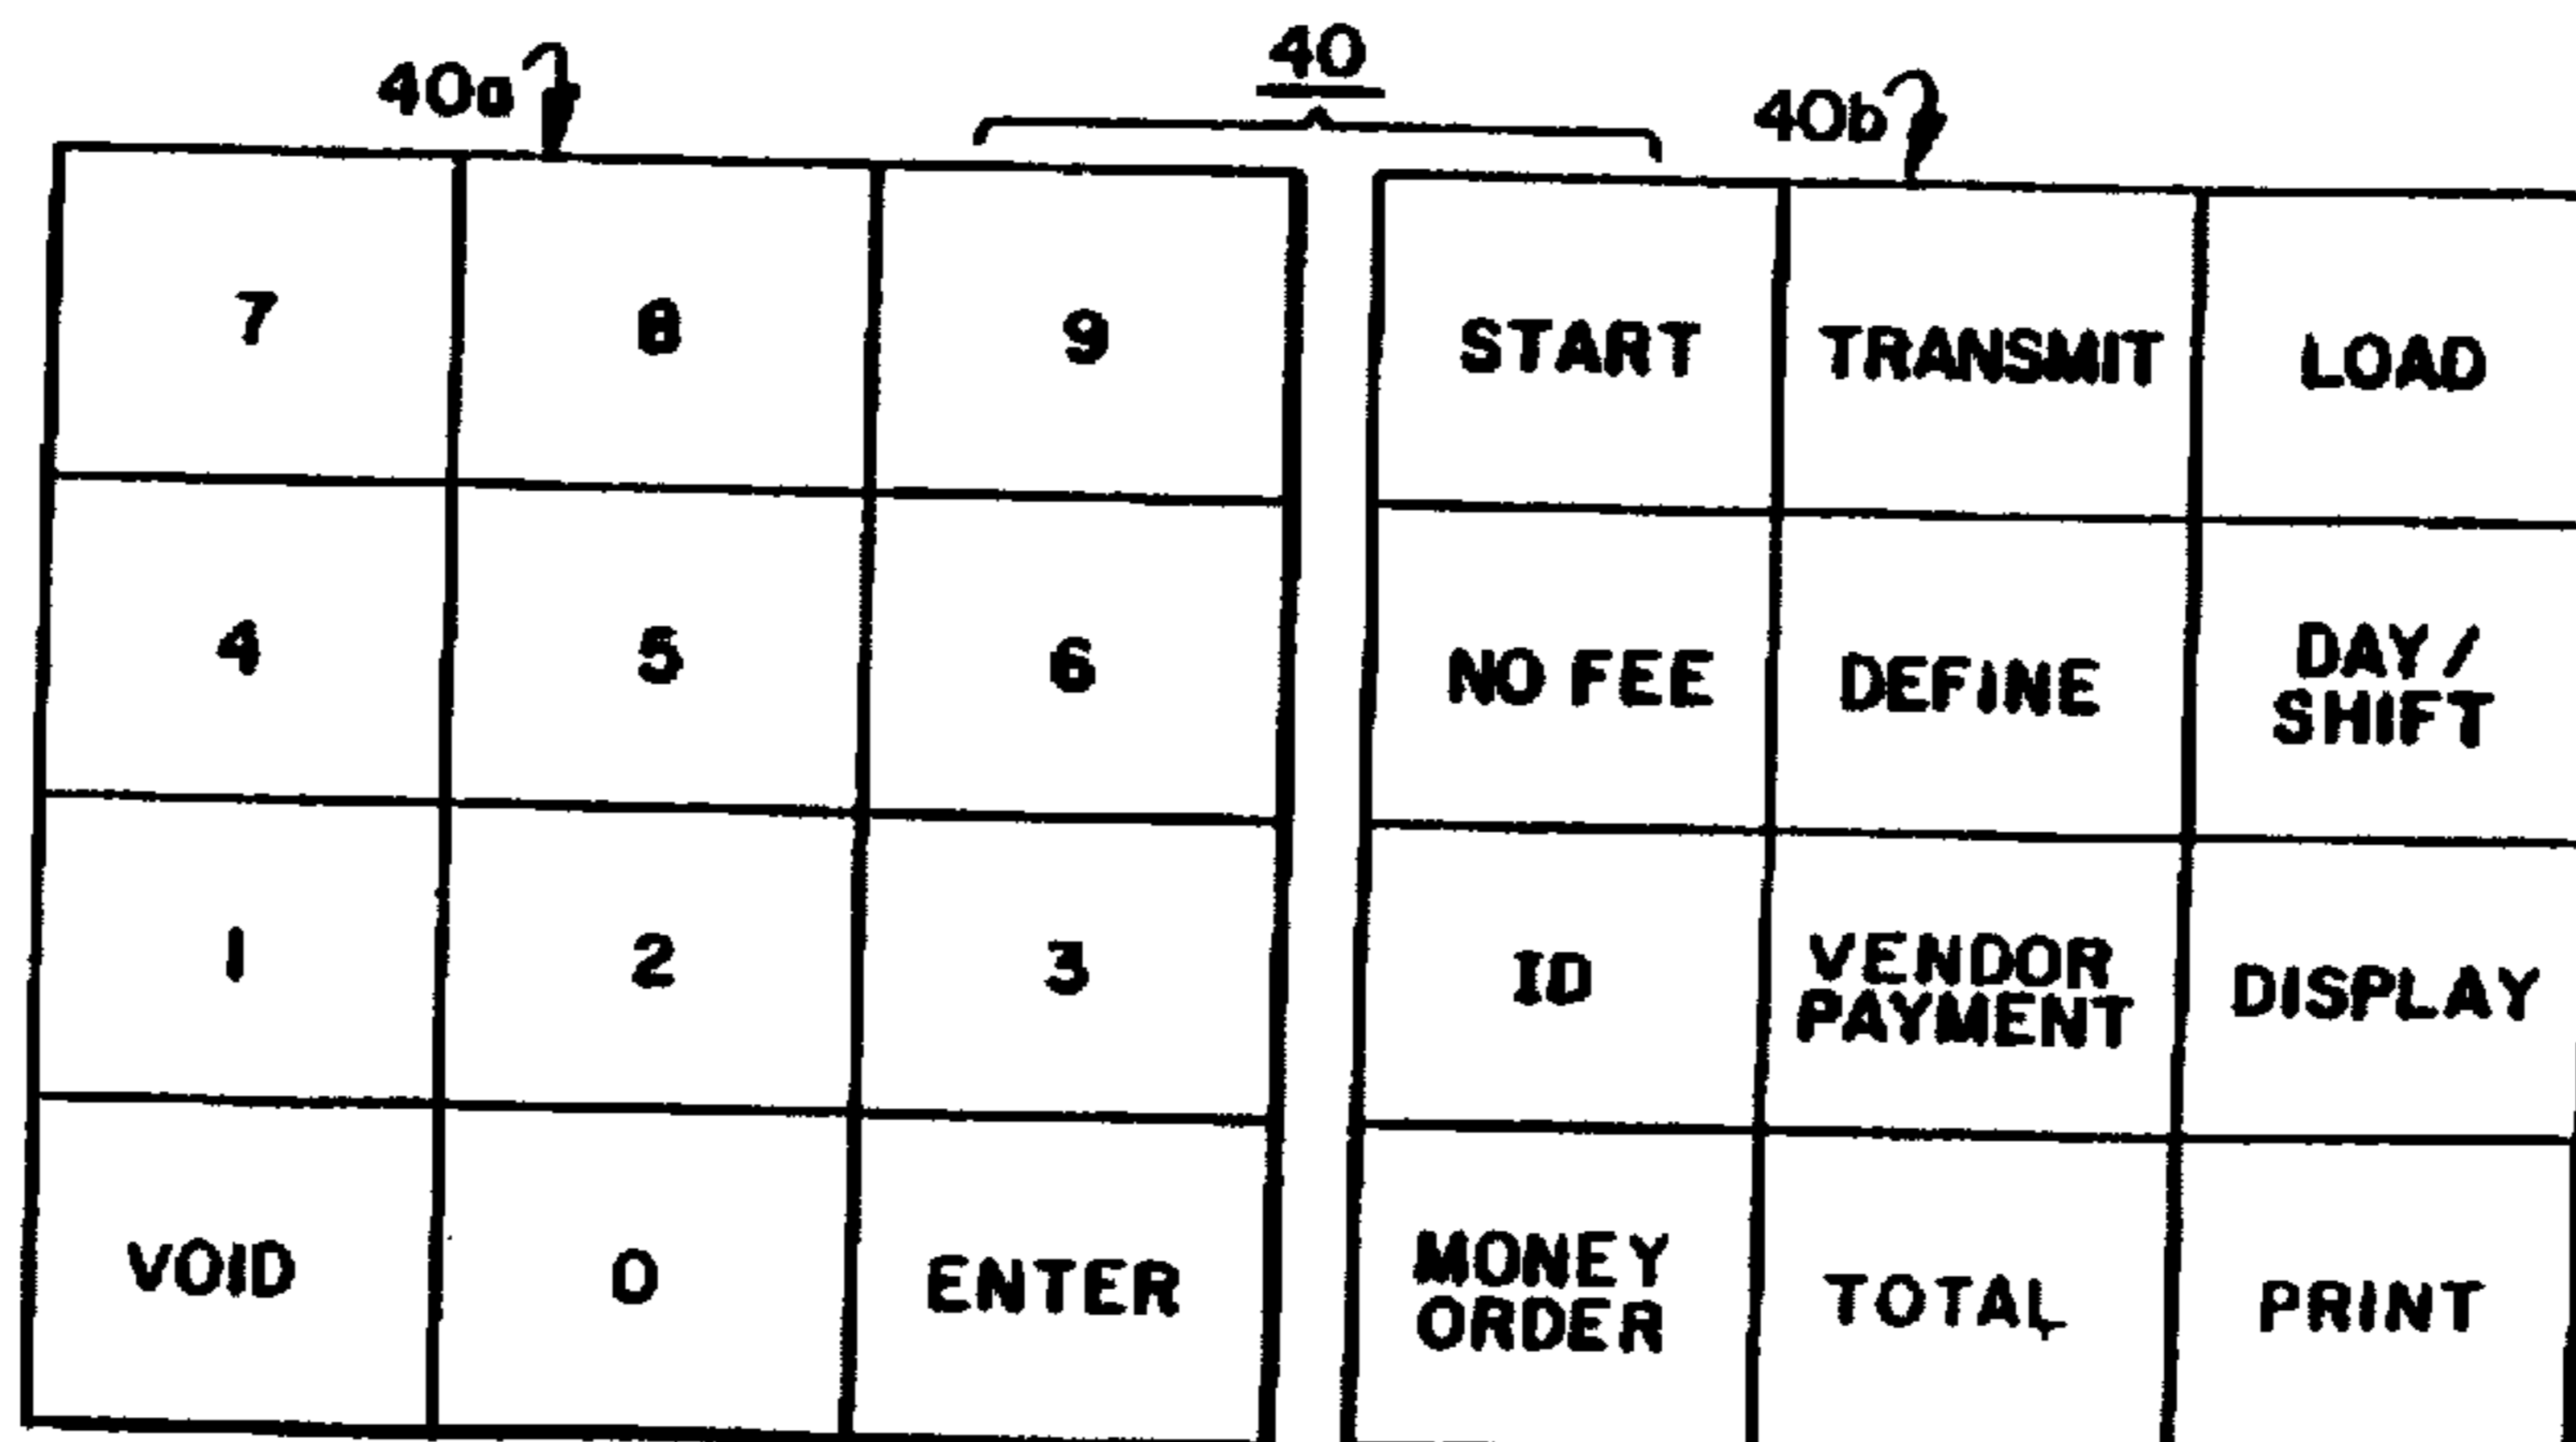 40a 40 40b
7 8 9 START TRANSMIT LOAD
4 5 6 NO FEE DEFINE DAY/
SHIFT
1 2 3 ID VENDOR
PAYMENT DISPLAY
VOID 0 ENTER MONEY
ORDER TOTAL PRINT